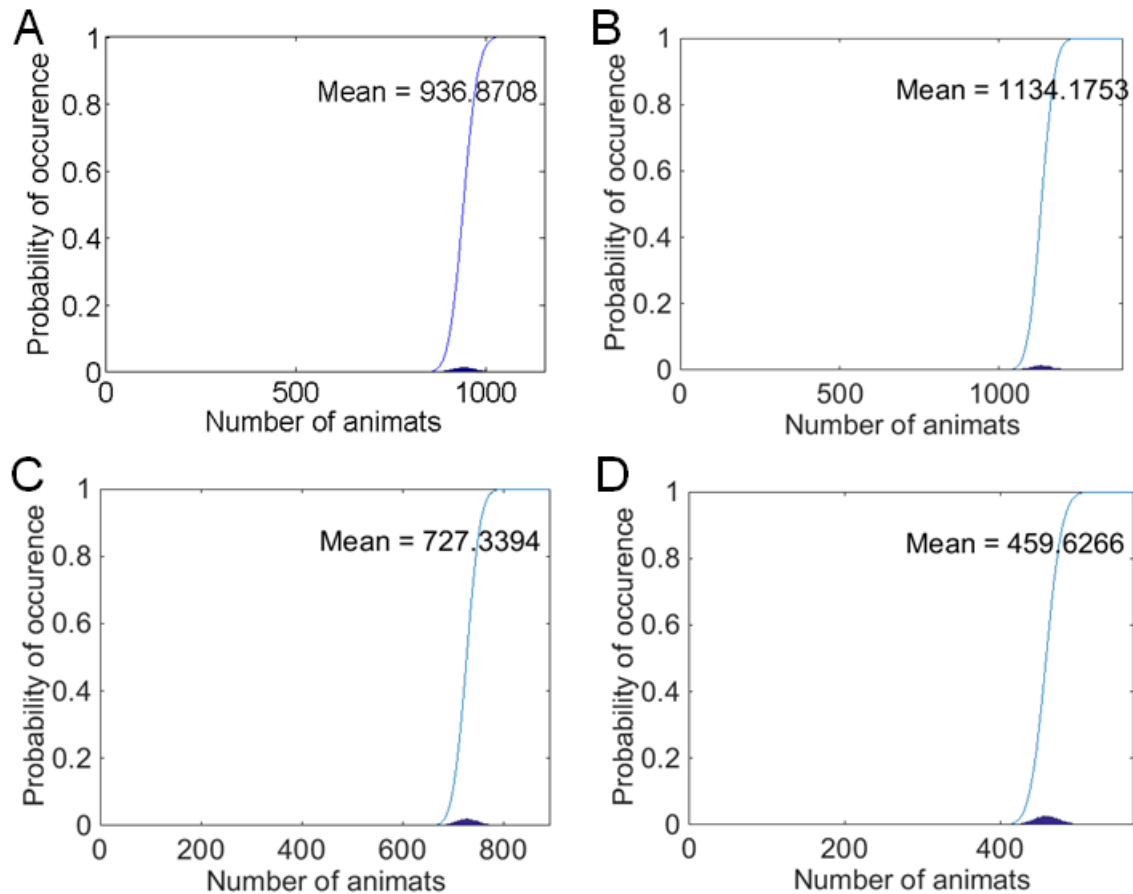 A
Probability of occurence
1
0.8
0.6
0.4
0.2
0
Mean = 936.8708
0 500 1000
Number of animats
B
Probability of occurence
1
0.8
0.6
0.4
0.2
0
Mean = 1134.1753
0 500 1000
Number of animats
C
Probability of occurence
1
0.8
0.6
0.4
0.2
0
Mean = 727.3394
0 200 400 600 800
Number of animats
D
Probability of occurence
1
0.8
0.6
0.4
0.2
0
Mean = 459.6266
0 200 400
Number of animats